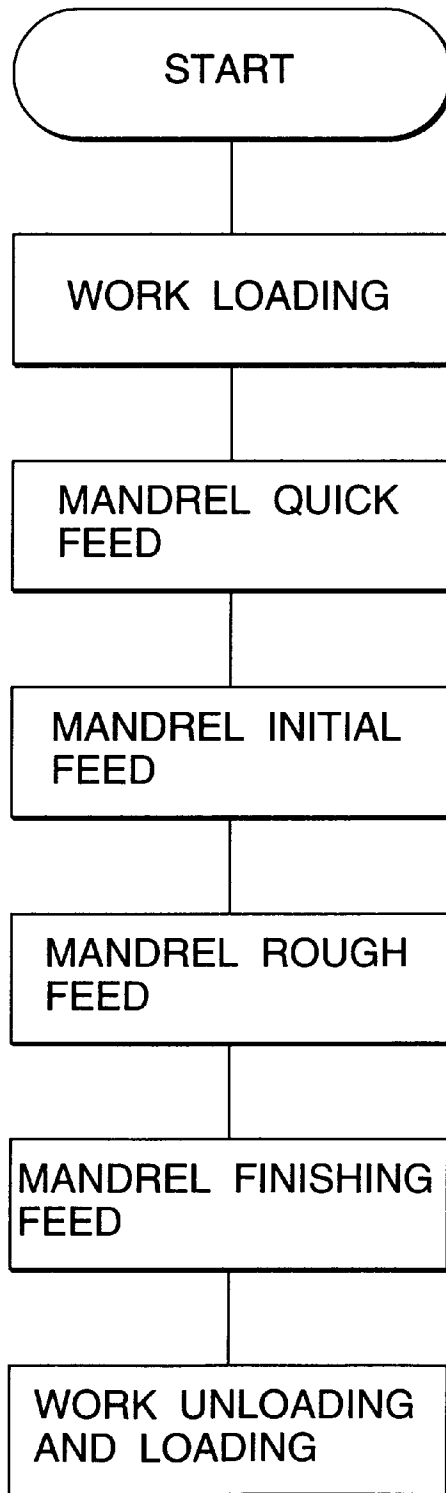 START
WORK LOADING
MANDREL QUICK
FEED
MANDREL INITIAL
FEED
MANDREL ROUGH
FEED
MANDREL FINISHING
FEED
WORK UNLOADING
AND LOADING